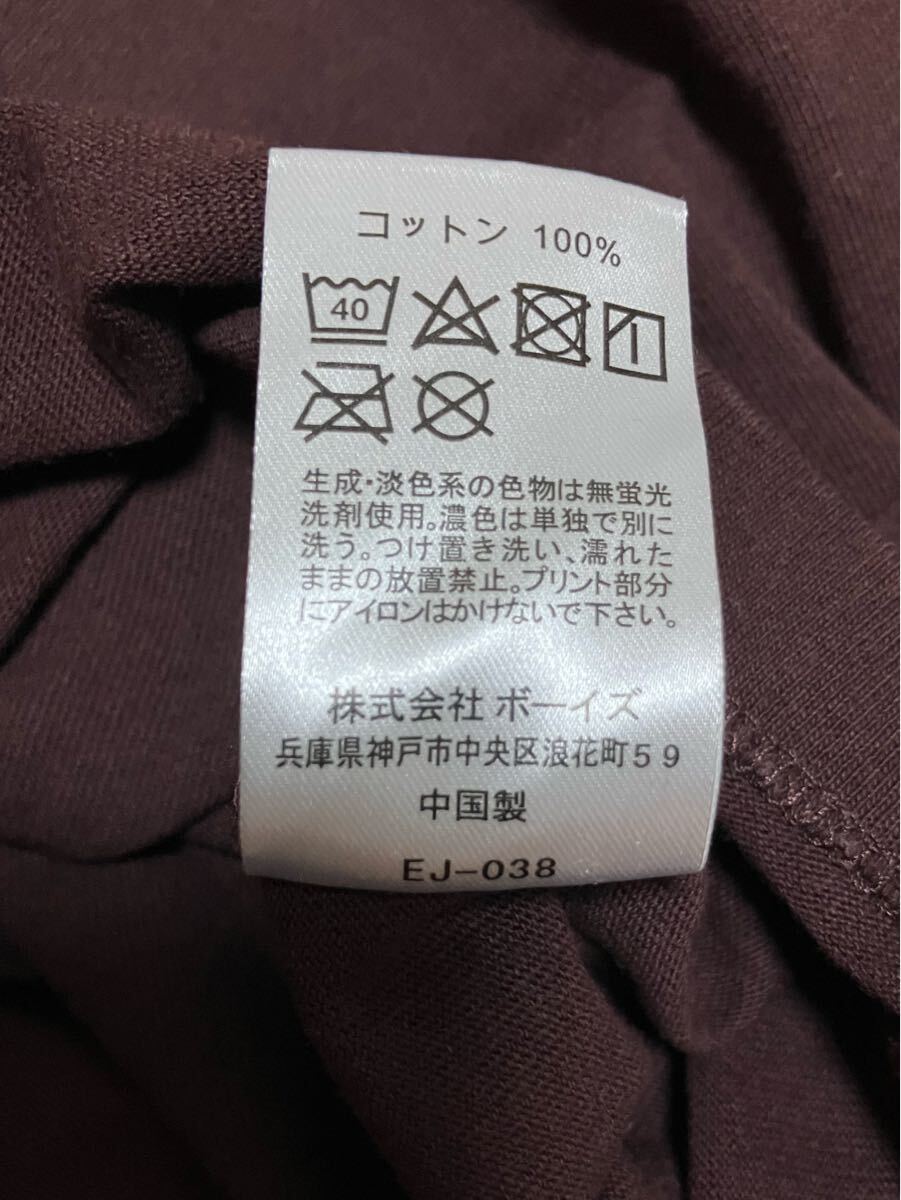 コットン 100%
40
生成・淡色系の色物は無蛍光
洗剤使用。濃色は単独で別に
洗う。つけ置き洗い、濡れた
ままの放置禁止。プリント部分
にアイロンはかけないで下さい。
株式会社 ボーイズ
兵庫県神戸市中央区浪花町59
中国製
EJ-038